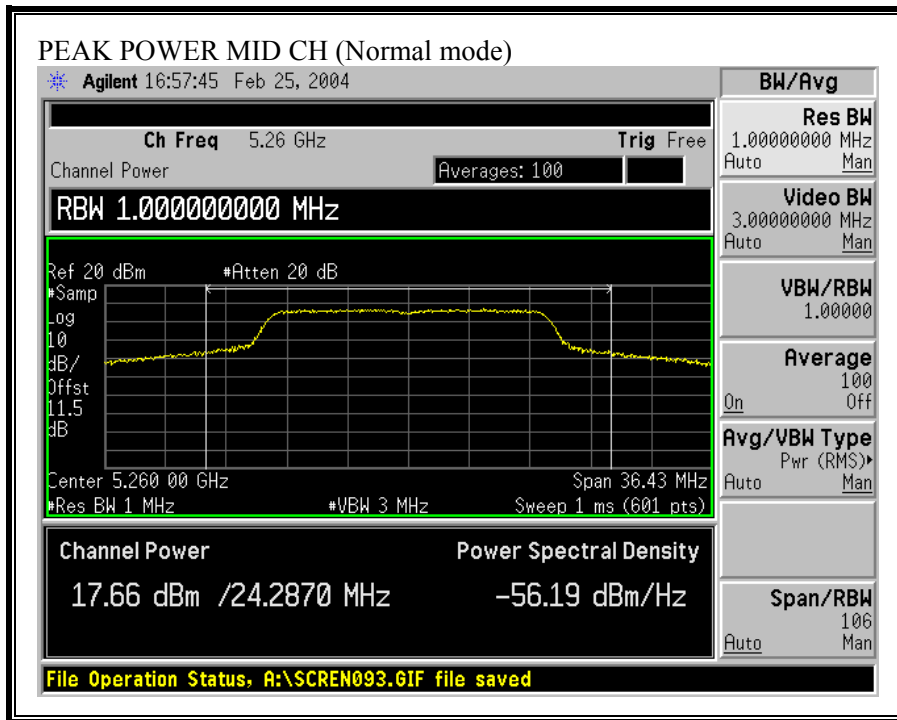 PEAK POWER MID CH (Normal mode)
Agilent 16:57:45 Feb 25, 2004
BW/Avg
Ch Freq 5.26 GHz Trig Free
Channel Power Averages: 100
RBW 1.000000000 MHz
Ref 20 dBm #Atten 20 dB
#Samp
Log
10
dB/
Offst
11.5
dB
Center 5.260 00 GHz Span 36.43 MHz
#Res BW 1 MHz #VBW 3 MHz Sweep 1 ms (601 pts)
Channel Power Power Spectral Density
17.66 dBm /24.2870 MHz -56.19 dBm/Hz
File Operation Status, A:\SCREN093.GIF file saved
Res BW
1.00000000 MHz
Auto Man
Video BW
3.00000000 MHz
Auto Man
VBW/RBW
1.00000
Average
100
On Off
Avg/VBW Type
Pwr (RMS)▸
Auto Man
Span/RBW
106
Auto Man